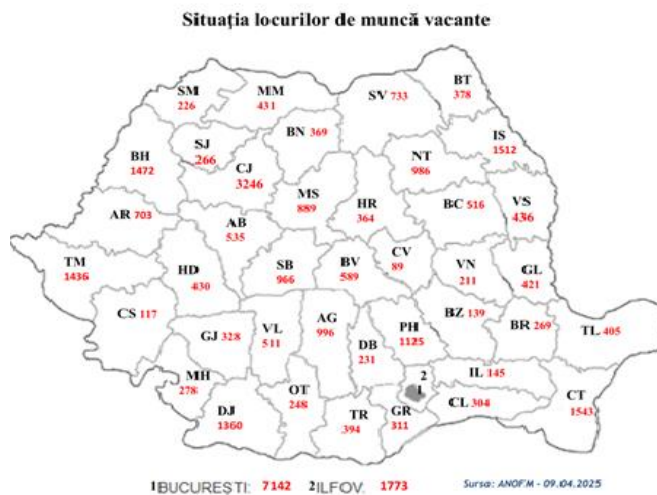 Situația locurilor de muncă vacante
SM
226
MM
431
SV 733
BT
378
BN 369
SJ
266
IS
1512
BH
1472
CJ
3246
NT
986
MS
889
HR
364
BC 516
VS
436
AR 703
AB
535
TM
1436
HD
430
SB
966
BV
589
CV
89
VN
211
GL
421
CS 117
GJ 328
VL
511
AG
996
PH
1125
BZ 139
BR 269
TL 405
DB
231
MH
278
IL 145
2
1
DJ
1360
OT
248
TR
394
GR
311
CL 304
CT
1543
1BUCUREȘTI: 7142 2ILFOV: 1773
Sursa: ANOFM - 09.04.2025